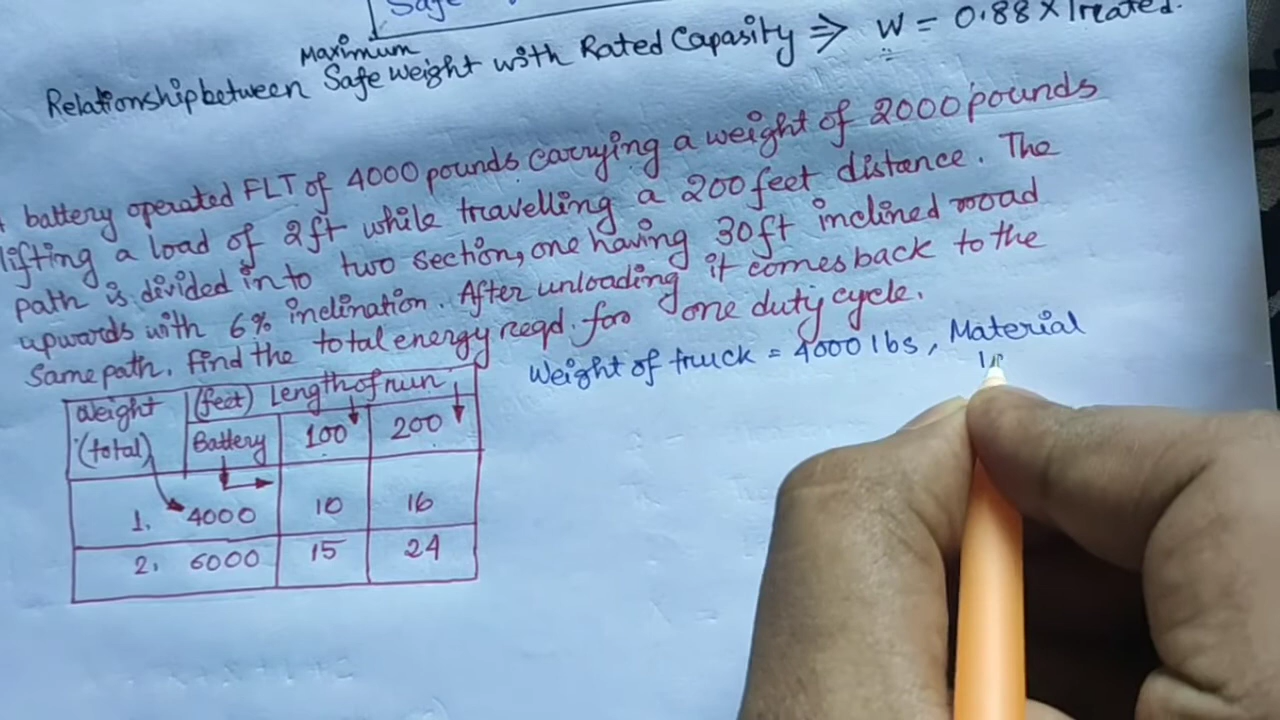 Safe
Maximum
Relationship between Safe weight with Rated Capasity ⇒ W = 0.88 ×
battery operated FLT of 4000 pounds carrying a weight of 2000 pounds
lifting a load of 2ft while travelling a 200 feet distance. The
path is divided in to two section, one having 30ft inclined road
upwards with 6% inclination. After unloading it comes back to the
Same path. Find the total energy reqd. for one duty cycle.
Weight of truck = 4000 lbs, Material
Weight (total)
(feet) Length of run
Battery 100 200
1. 4000 10 16
2. 6000 15 24